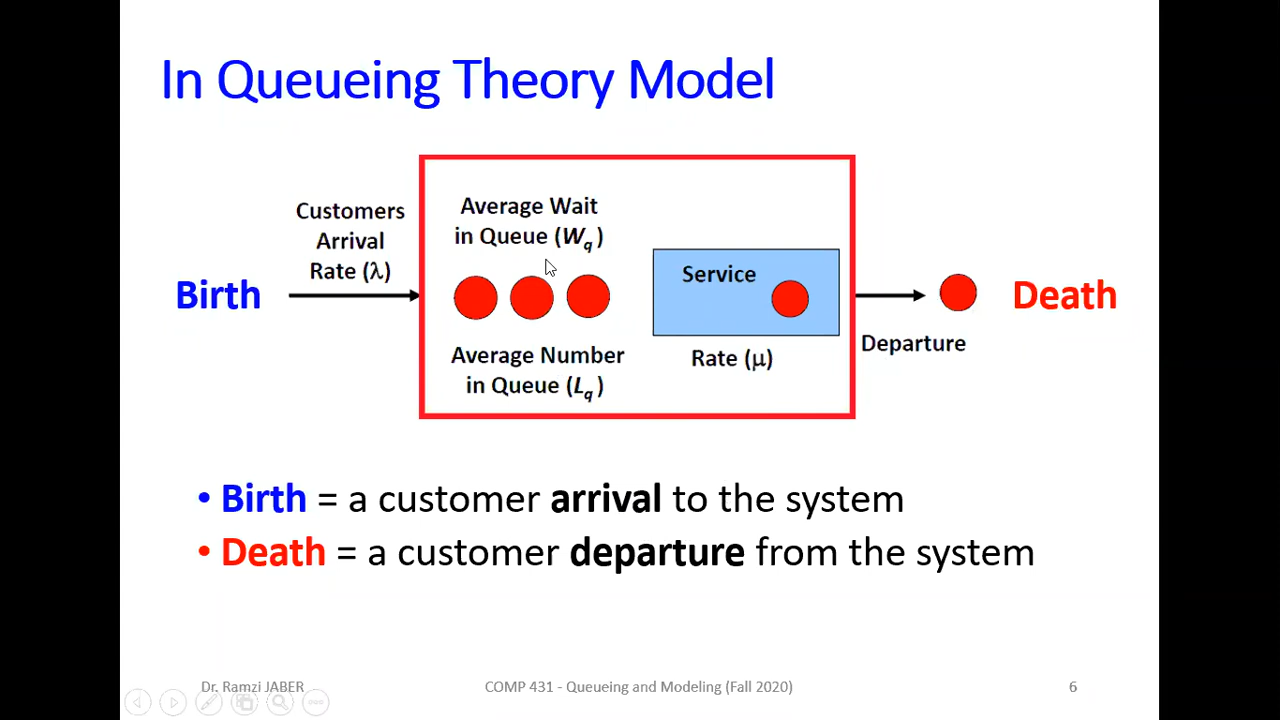 In Queueing Theory Model
Customers
Arrival
Rate (λ)
Average Wait
in Queue (Wq)
Birth
Service
Death
Average Number
in Queue (Lq)
Rate (μ)
Departure
• Birth = a customer arrival to the system
• Death = a customer departure from the system
Dr. Ramzi JABER
COMP 431 - Queueing and Modeling (Fall 2020)
6